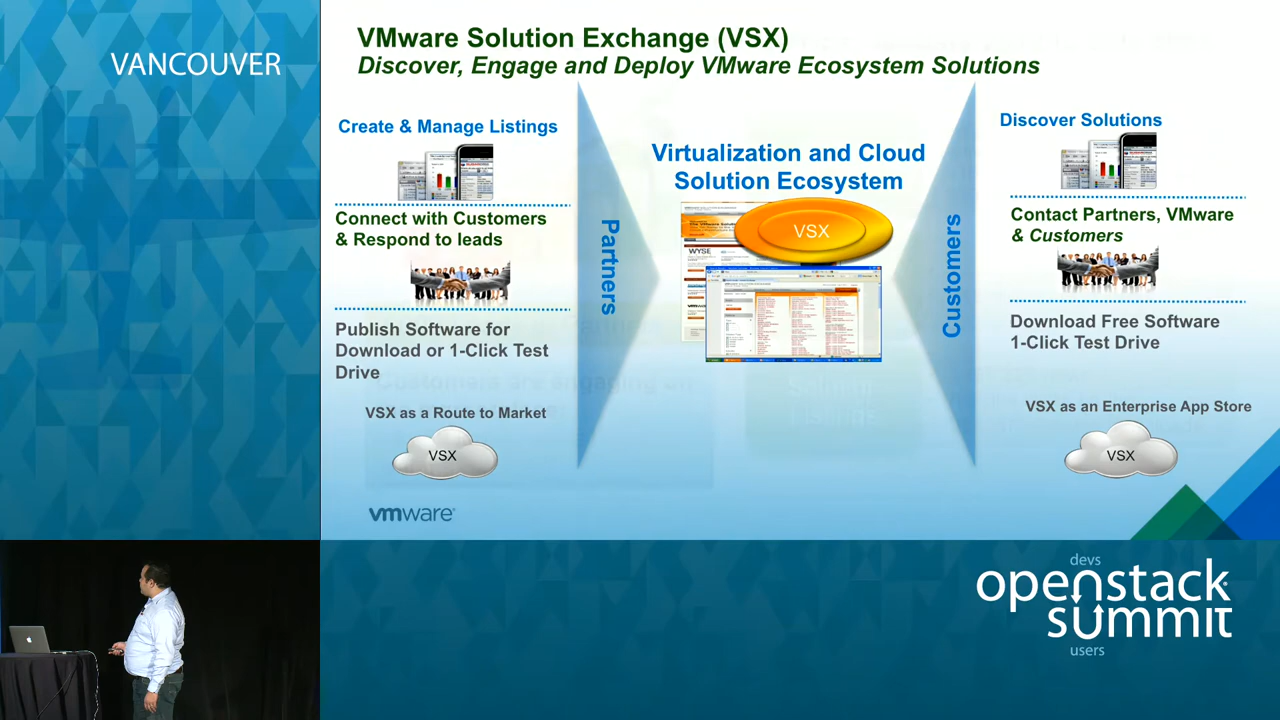 VANCOUVER
VMware Solution Exchange (VSX)
Discover, Engage and Deploy VMware Ecosystem Solutions
Create & Manage Listings
Connect with Customers
& Respond to leads
Publish Software for
Download or 1-Click Test
Drive
VSX as a Route to Market
VSX
vmware
Partners
Virtualization and Cloud
Solution Ecosystem
VSX
WYSE
Customers
Discover Solutions
Contact Partners, VMware
& Customers
Download Free Software
1-Click Test Drive
VSX as an Enterprise App Store
VSX
devs
openstack
summit
users